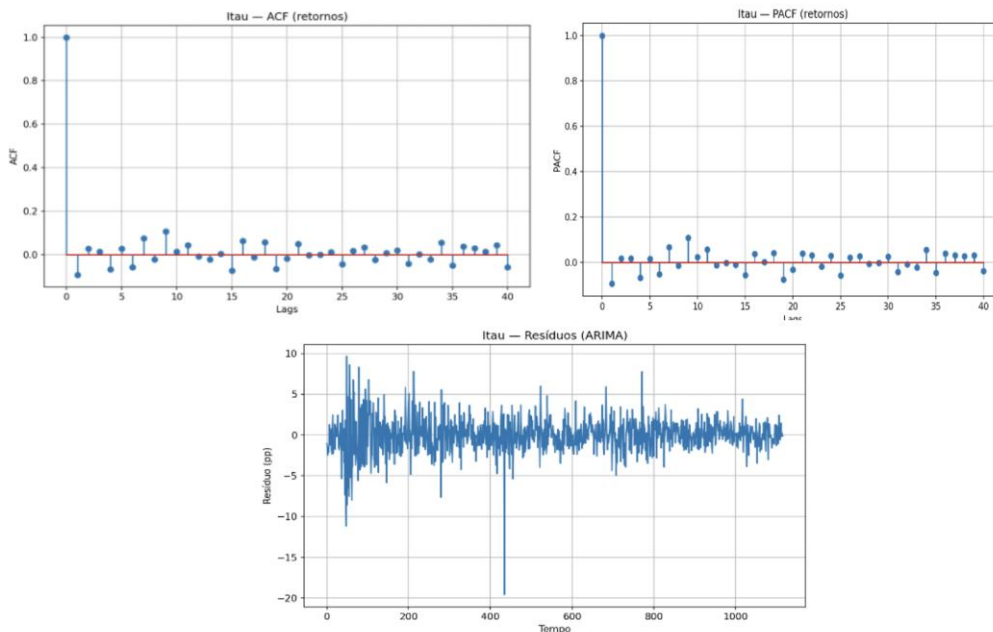 Itau — ACF (retornos)
1.0
0.8
0.6
0.4
0.2
0.0
ACF
0 5 10 15 20 25 30 35 40
Lags
Itau — PACF (retornos)
1.0
0.8
0.6
0.4
0.2
0.0
PACF
0 5 10 15 20 25 30 35 40
Lags
Itau — Resíduos (ARIMA)
10
5
0
−5
−10
−15
−20
Resíduo (pp)
0 200 400 600 800 1000
Tempo